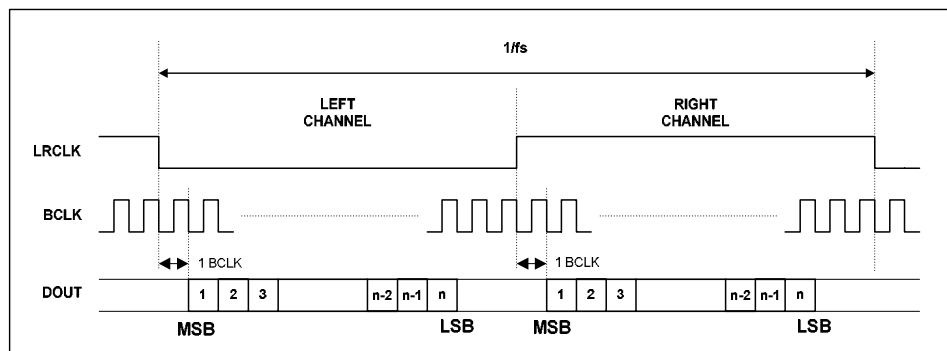 1/fs
LEFT
CHANNEL
RIGHT
CHANNEL
LRCLK
BCLK
1 BCLK
1 BCLK
DOUT
1 2 3 n-2 n-1 n 1 2 3 n-2 n-1 n
MSB LSB MSB LSB